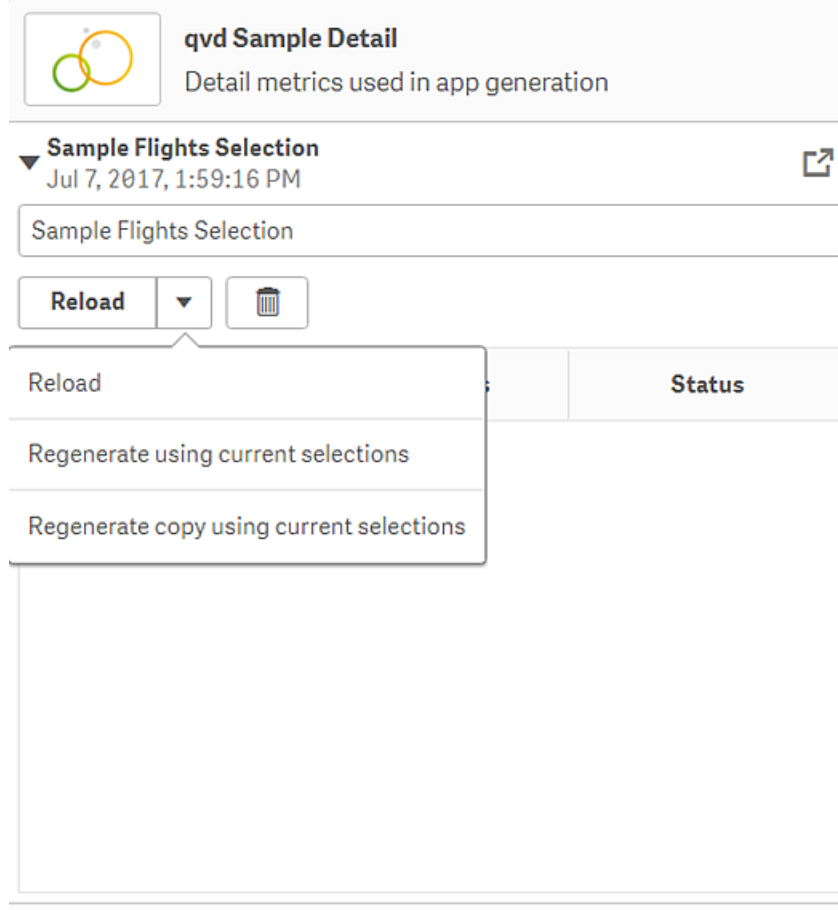 qvd Sample Detail
Detail metrics used in app generation
Sample Flights Selection
Jul 7, 2017, 1:59:16 PM
Sample Flights Selection
Reload
Reload
Status
Regenerate using current selections
Regenerate copy using current selections